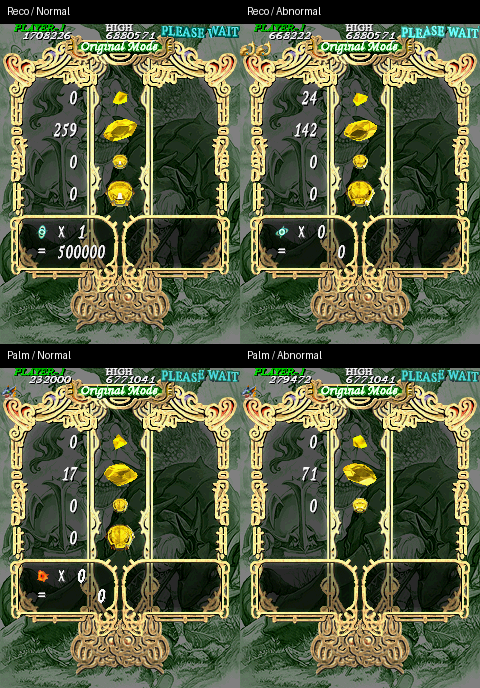 Reco / Normal
PLAYER.1 HIGH PLEASE WAIT
1708226 6880571
Original Mode
0
259
0
0
X 1
= 500000
Reco / Abnormal
PLAYER.1 HIGH PLEASE WAIT
668222 6880571
Original Mode
24
142
0
0
X 0
= 0
Palm / Normal
PLAYER.1 HIGH PLEASE WAIT
232000 6771041
Original Mode
0
17
0
0
X 0
= 0
Palm / Abnormal
PLAYER.1 HIGH PLEASE WAIT
279472 6771041
Original Mode
0
71
0